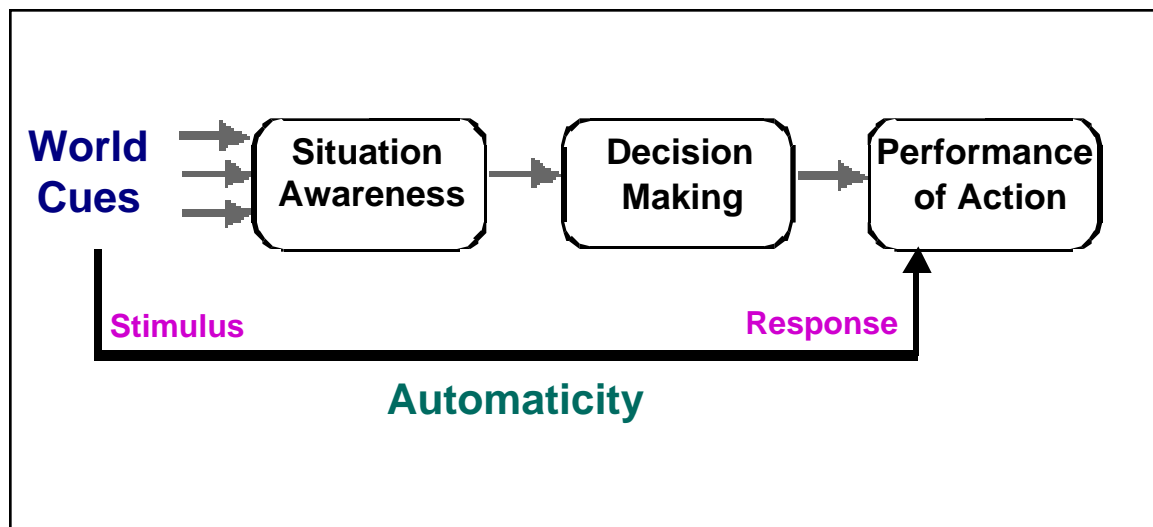 World
Cues
Situation
Awareness
Decision
Making
Performance
of Action
Stimulus
Response
Automaticity